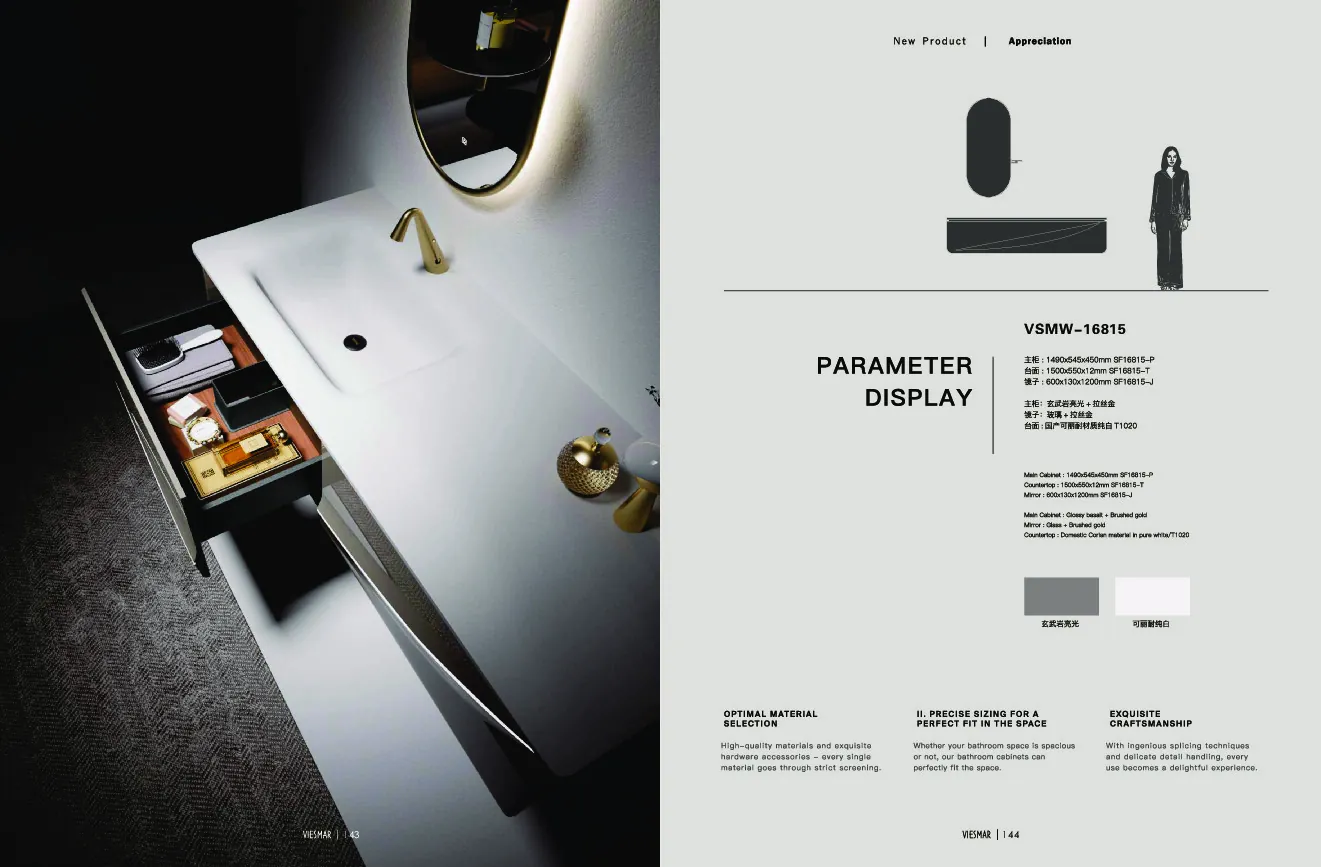 New Product | Appreciation
VSMW-16815
PARAMETER
DISPLAY
主柜 : 1490x545x450mm SF16815-P
台面 : 1500x550x12mm SF16815-T
镜子 : 600x130x1200mm SF16815-J
主柜: 玄武岩亮光 + 拉丝金
镜子: 玻璃 + 拉丝金
台面 : 国产可丽耐材质纯白 T1020
Main Cabinet : 1490x545x450mm SF16815-P
Countertop : 1500x550x12mm SF16815-T
Mirror : 600x130x1200mm SF16815-J
Main Cabinet : Glossy basalt + Brushed gold
Mirror : Glass + Brushed gold
Countertop : Domestic Corian material in pure white/T1020
玄武岩亮光
可丽耐纯白
OPTIMAL MATERIAL
SELECTION
High-quality materials and exquisite
hardware accessories - every single
material goes through strict screening.
II. PRECISE SIZING FOR A
PERFECT FIT IN THE SPACE
Whether your bathroom space is spacious
or not, our bathroom cabinets can
perfectly fit the space.
EXQUISITE
CRAFTSMANSHIP
With ingenious splicing techniques
and delicate detail handling, every
use becomes a delightful experience.
VIESMAR | 143
VIESMAR | 144